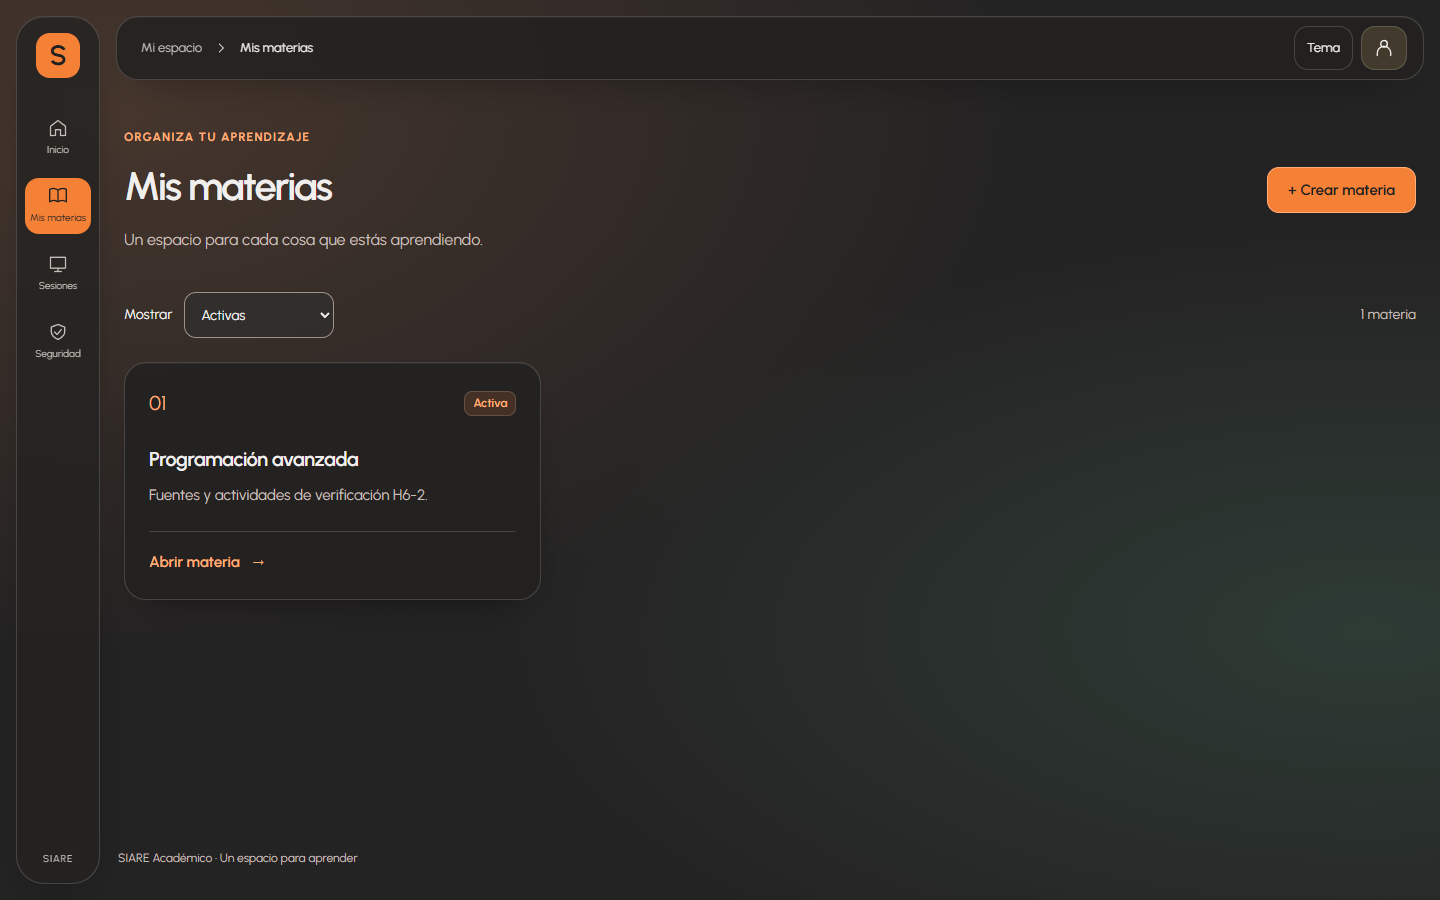 S
Mi espacio > Mis materias
Tema
Inicio
Mis materias
Sesiones
Seguridad
SIARE
ORGANIZA TU APRENDIZAJE
Mis materias
+ Crear materia
Un espacio para cada cosa que estás aprendiendo.
Mostrar Activas
1 materia
01 Activa
Programación avanzada
Fuentes y actividades de verificación H6-2.
Abrir materia →
SIARE Académico · Un espacio para aprender